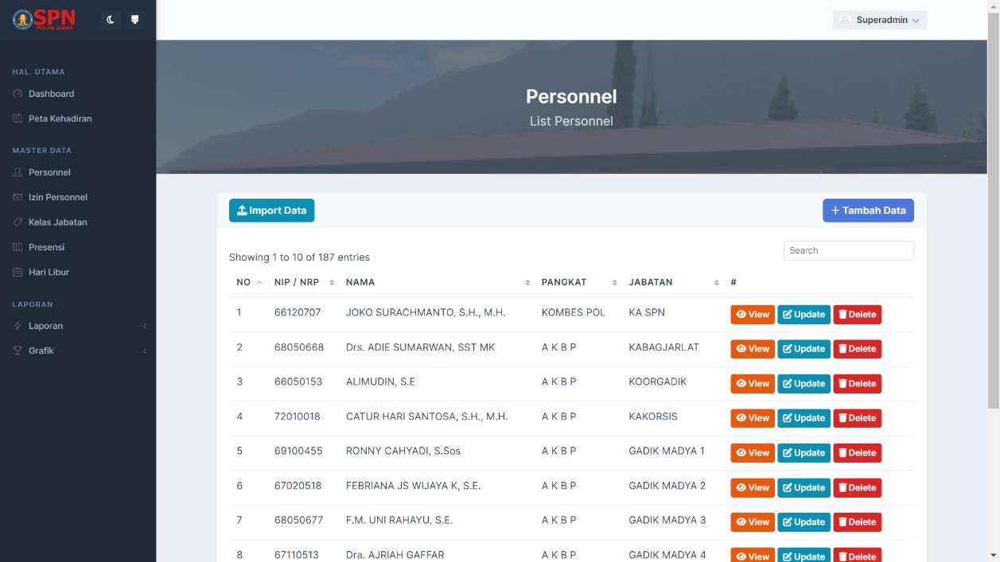 SPN
POLDA JABAR
Superadmin
HAL. UTAMA
Dashboard
Peta Kehadiran
MASTER DATA
Personnel
Izin Personnel
Kelas Jabatan
Presensi
Hari Libur
LAPORAN
Laporan
Grafik
Personnel
List Personnel
Import Data
Tambah Data
Search
Showing 1 to 10 of 187 entries
NO NIP / NRP NAMA PANGKAT JABATAN #
1 66120707 JOKO SURACHMANTO, S.H., M.H. KOMBES POL KA SPN View Update Delete
2 68050668 Drs. ADIE SUMARWAN, SST MK A K B P KABAGJARLAT View Update Delete
3 66050153 ALIMUDIN, S.E A K B P KOORGADIK View Update Delete
4 72010018 CATUR HARI SANTOSA, S.H., M.H. A K B P KAKORSIS View Update Delete
5 69100455 RONNY CAHYADI, S.Sos A K B P GADIK MADYA 1 View Update Delete
6 67020518 FEBRIANA JS WIJAYA K, S.E. A K B P GADIK MADYA 2 View Update Delete
7 68050677 F.M. UNI RAHAYU, S.E. A K B P GADIK MADYA 3 View Update Delete
8 67110513 Dra. AJRIAH GAFFAR A K B P GADIK MADYA 4 View Update Delete